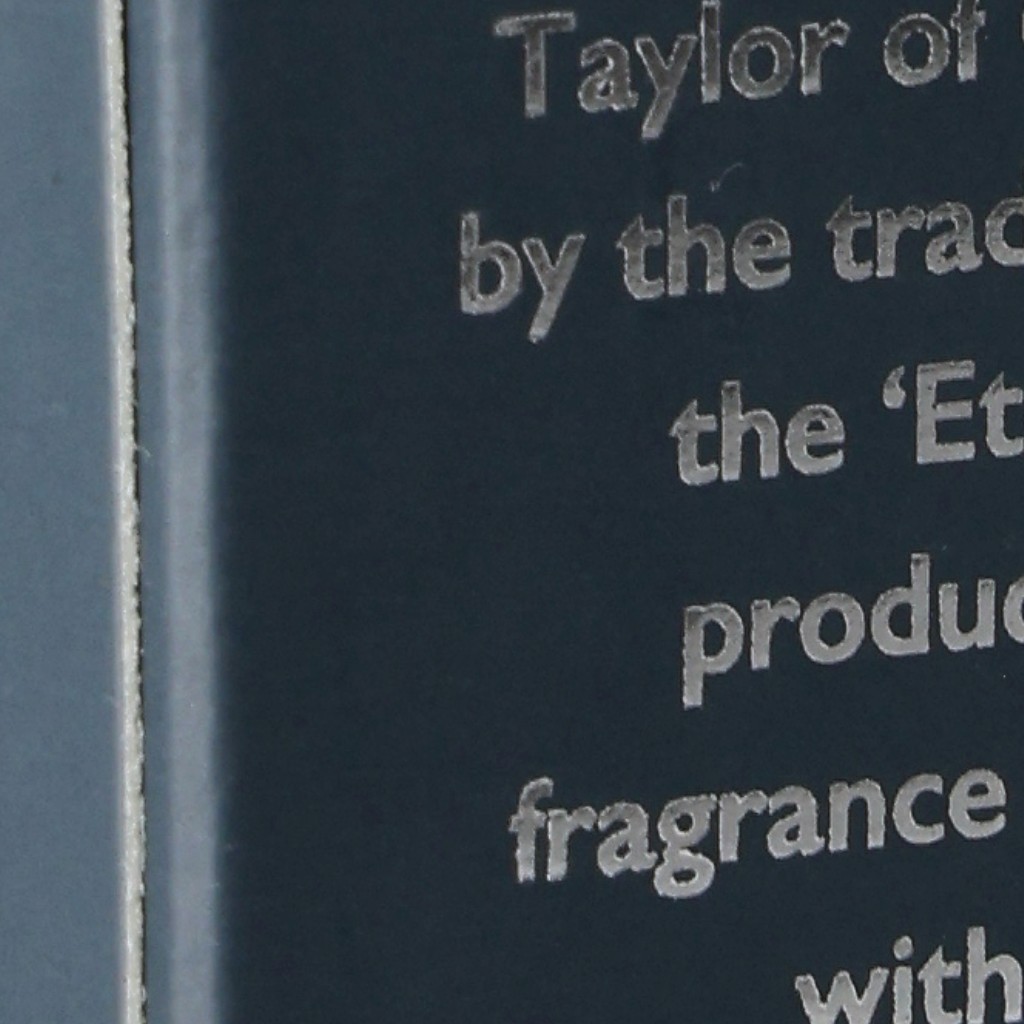 Taylor of
by the trac
the ‘Et
produc
fragrance
with